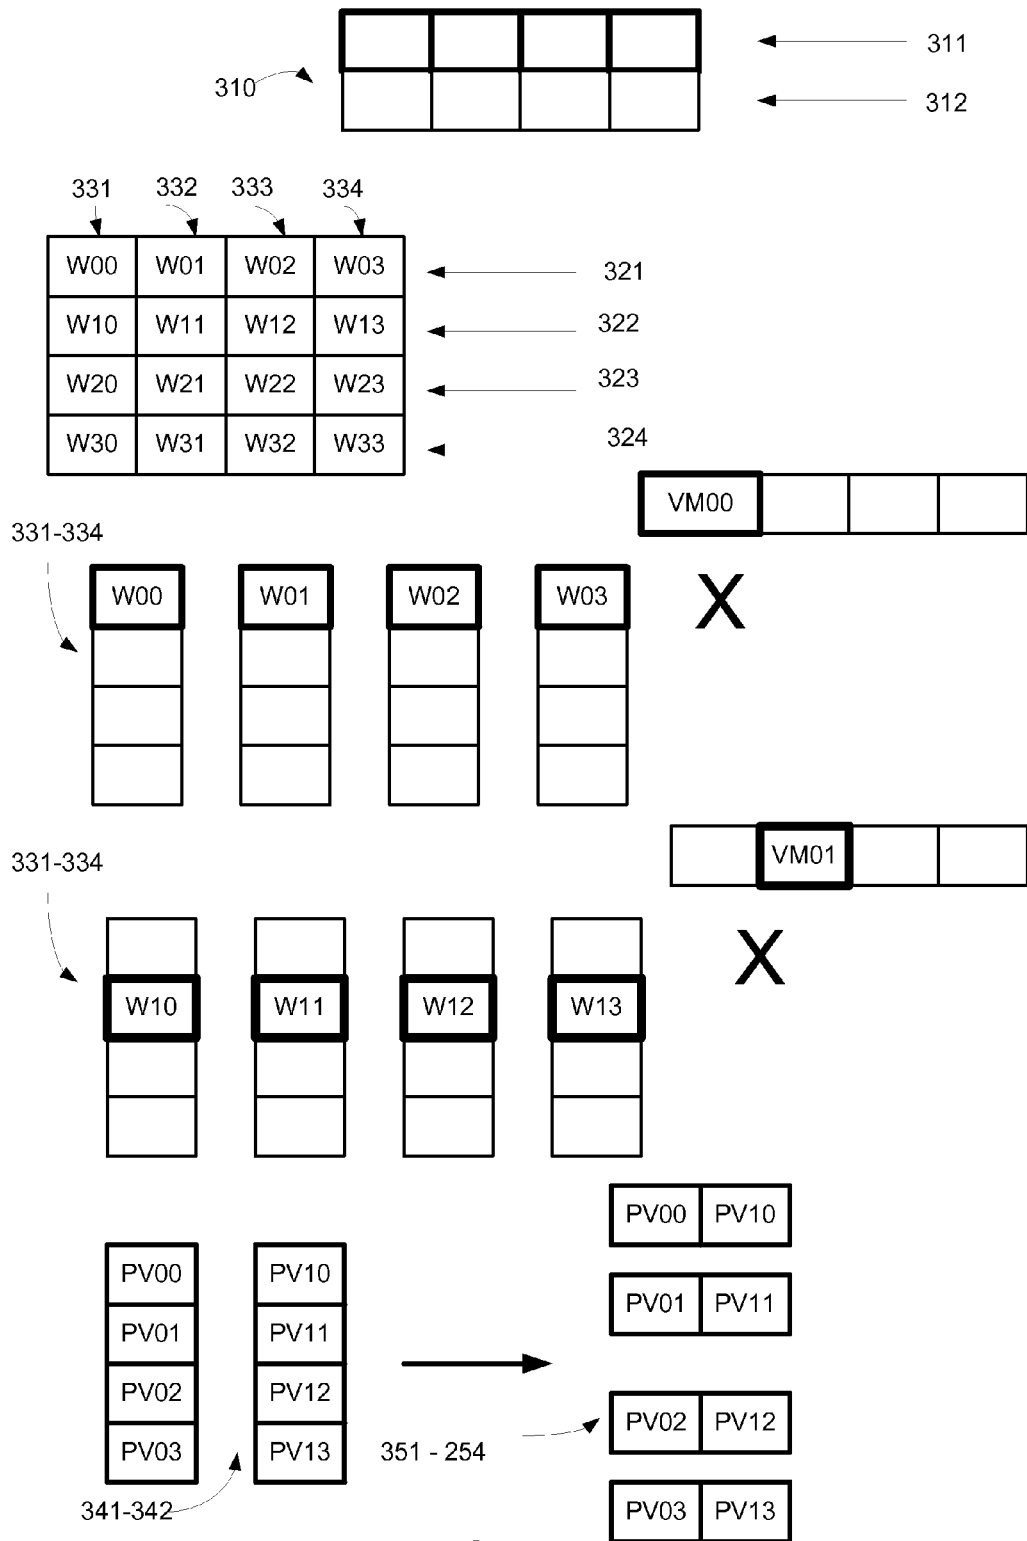 311
310
312
331 332 333 334
W00 W01 W02 W03
321
W10 W11 W12 W13
322
W20 W21 W22 W23
323
W30 W31 W32 W33
324
VM00
331-334
W00 W01 W02 W03
X
VM01
331-334
X
W10 W11 W12 W13
PV00 PV10
PV00 PV10
PV01 PV11
PV01 PV11
PV02 PV12
PV02 PV12
PV03 PV13
351 - 254
341-342
PV03 PV13